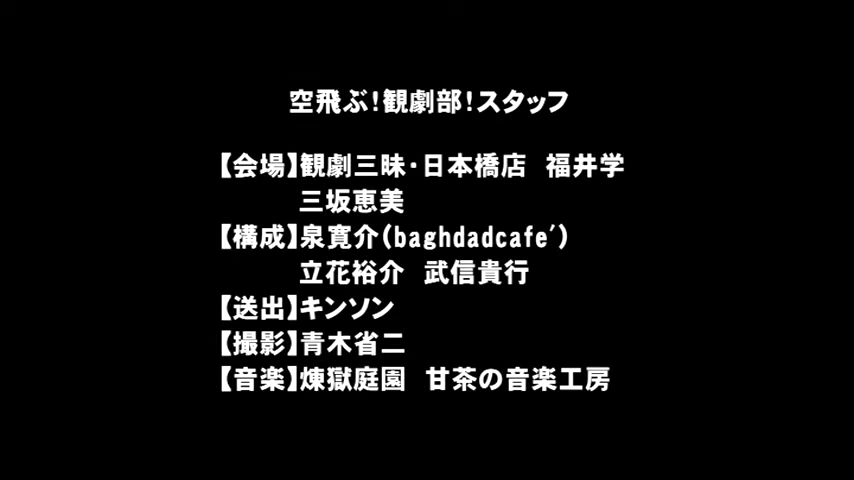 空飛ぶ!観劇部!スタッフ
【会場】観劇三昧・日本橋店　福井学
三坂恵美
【構成】泉寛介(baghdadcafe')
立花裕介　武信貴行
【送出】キンソン
【撮影】青木省二
【音楽】煉獄庭園　甘茶の音楽工房